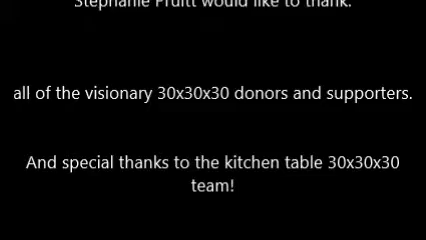 Stephanie Pruitt would like to thank:
all of the visionary 30x30x30 donors and supporters.
And special thanks to the kitchen table 30x30x30
team!